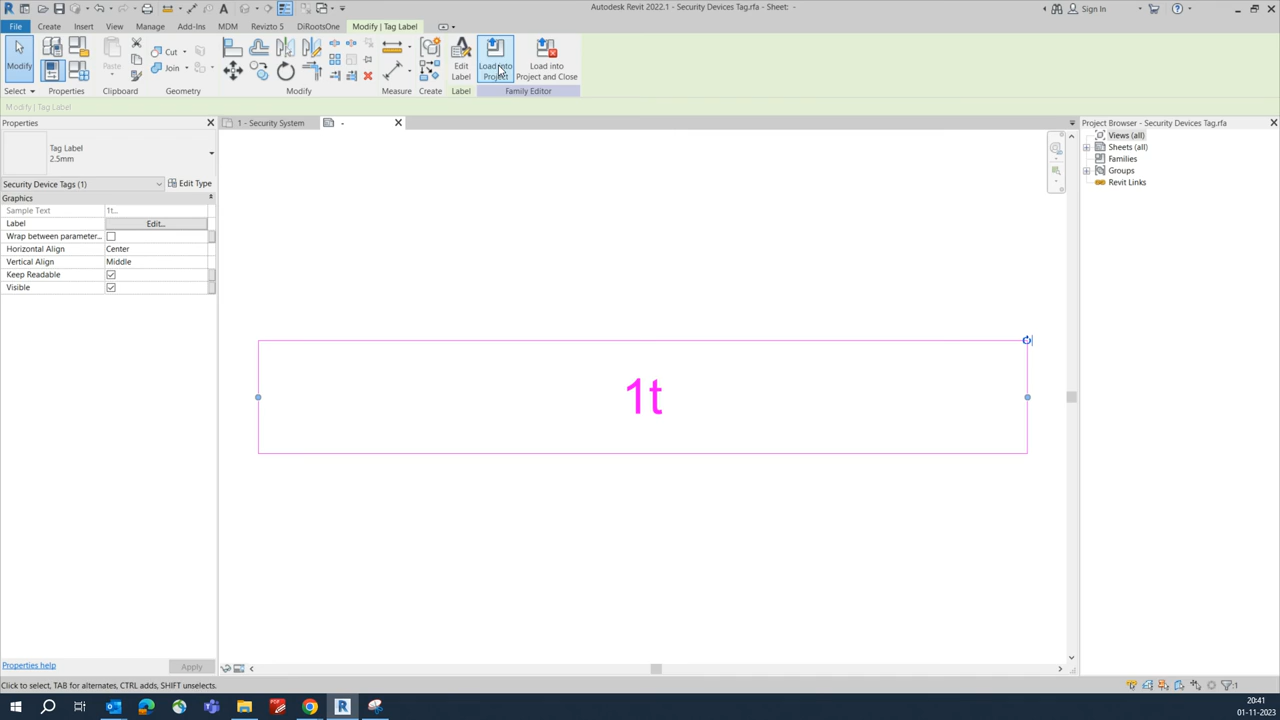 Autodesk Revit 2022.1 - Security Devices Tag.rfa - Sheet: -
Sign In
File Create Insert View Manage Add-Ins MDM Revizto 5 DiRootsOne Modify | Tag Label
Modify
Paste
Cut
Join
Edit
Label
Load into
Project
Load into
Project and Close
Select Properties Clipboard Geometry Modify Measure Create Label Family Editor
Modify | Tag Label
Properties
1 - Security System
-
Project Browser - Security Devices Tag.rfa
Tag Label
2.5mm
Views (all)
Sheets (all)
Families
Groups
Revit Links
Security Device Tags (1)
Edit Type
Graphics
Sample Text 1t...
Label Edit...
Wrap between parameter...
Horizontal Align Center
Vertical Align Middle
Keep Readable
Visible
1t
Properties help
Apply
Click to select, TAB for alternates, CTRL adds, SHIFT unselects.
:0
20:41
01-11-2023